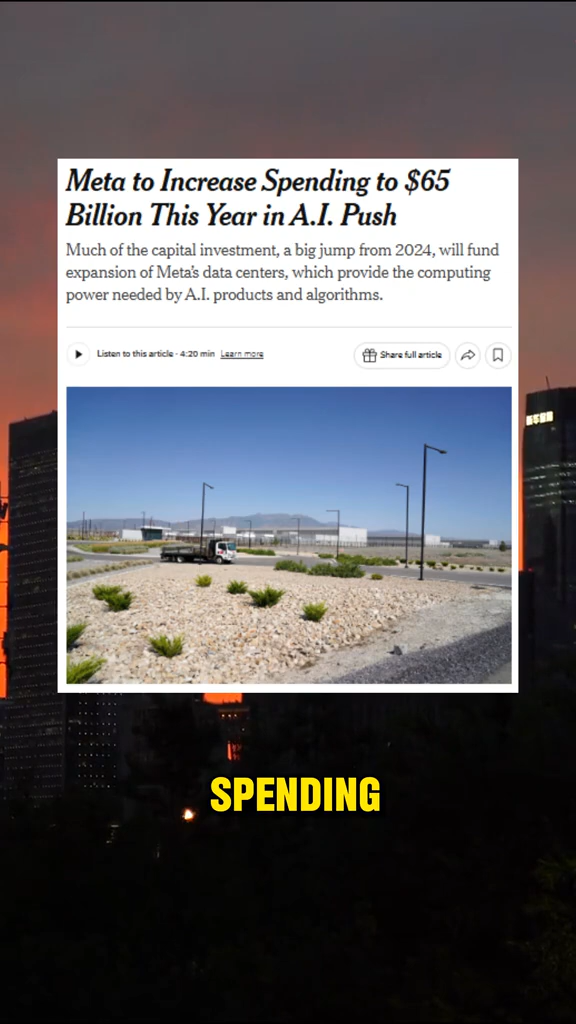 Meta to Increase Spending to $65
Billion This Year in A.I. Push
Much of the capital investment, a big jump from 2024, will fund
expansion of Meta's data centers, which provide the computing
power needed by A.I. products and algorithms.
Listen to this article · 4:20 min Learn more
Share full article
SPENDING